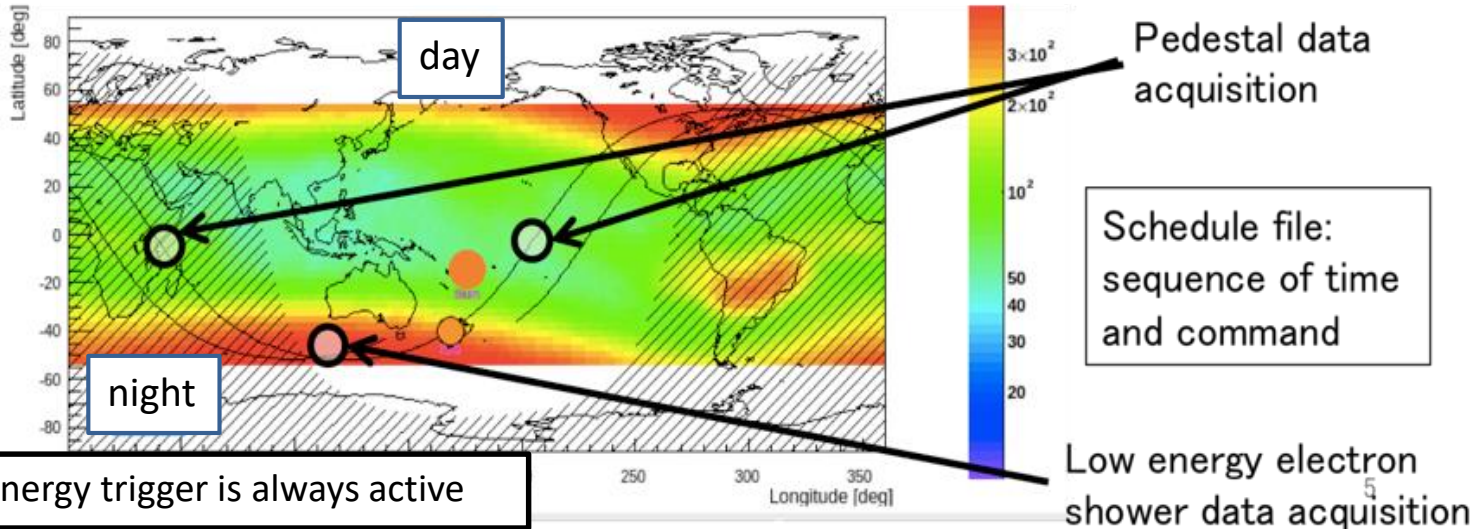 Latitude [deg]
80
60
40
20
0
-20
-40
-60
-80
day
night
250
300
350
Longitude [deg]
3×10²
2×10²
10²
50
40
30
20
Pedestal data
acquisition
Schedule file:
sequence of time
and command
Low energy electron
shower data acquisition
5
nergy trigger is always active